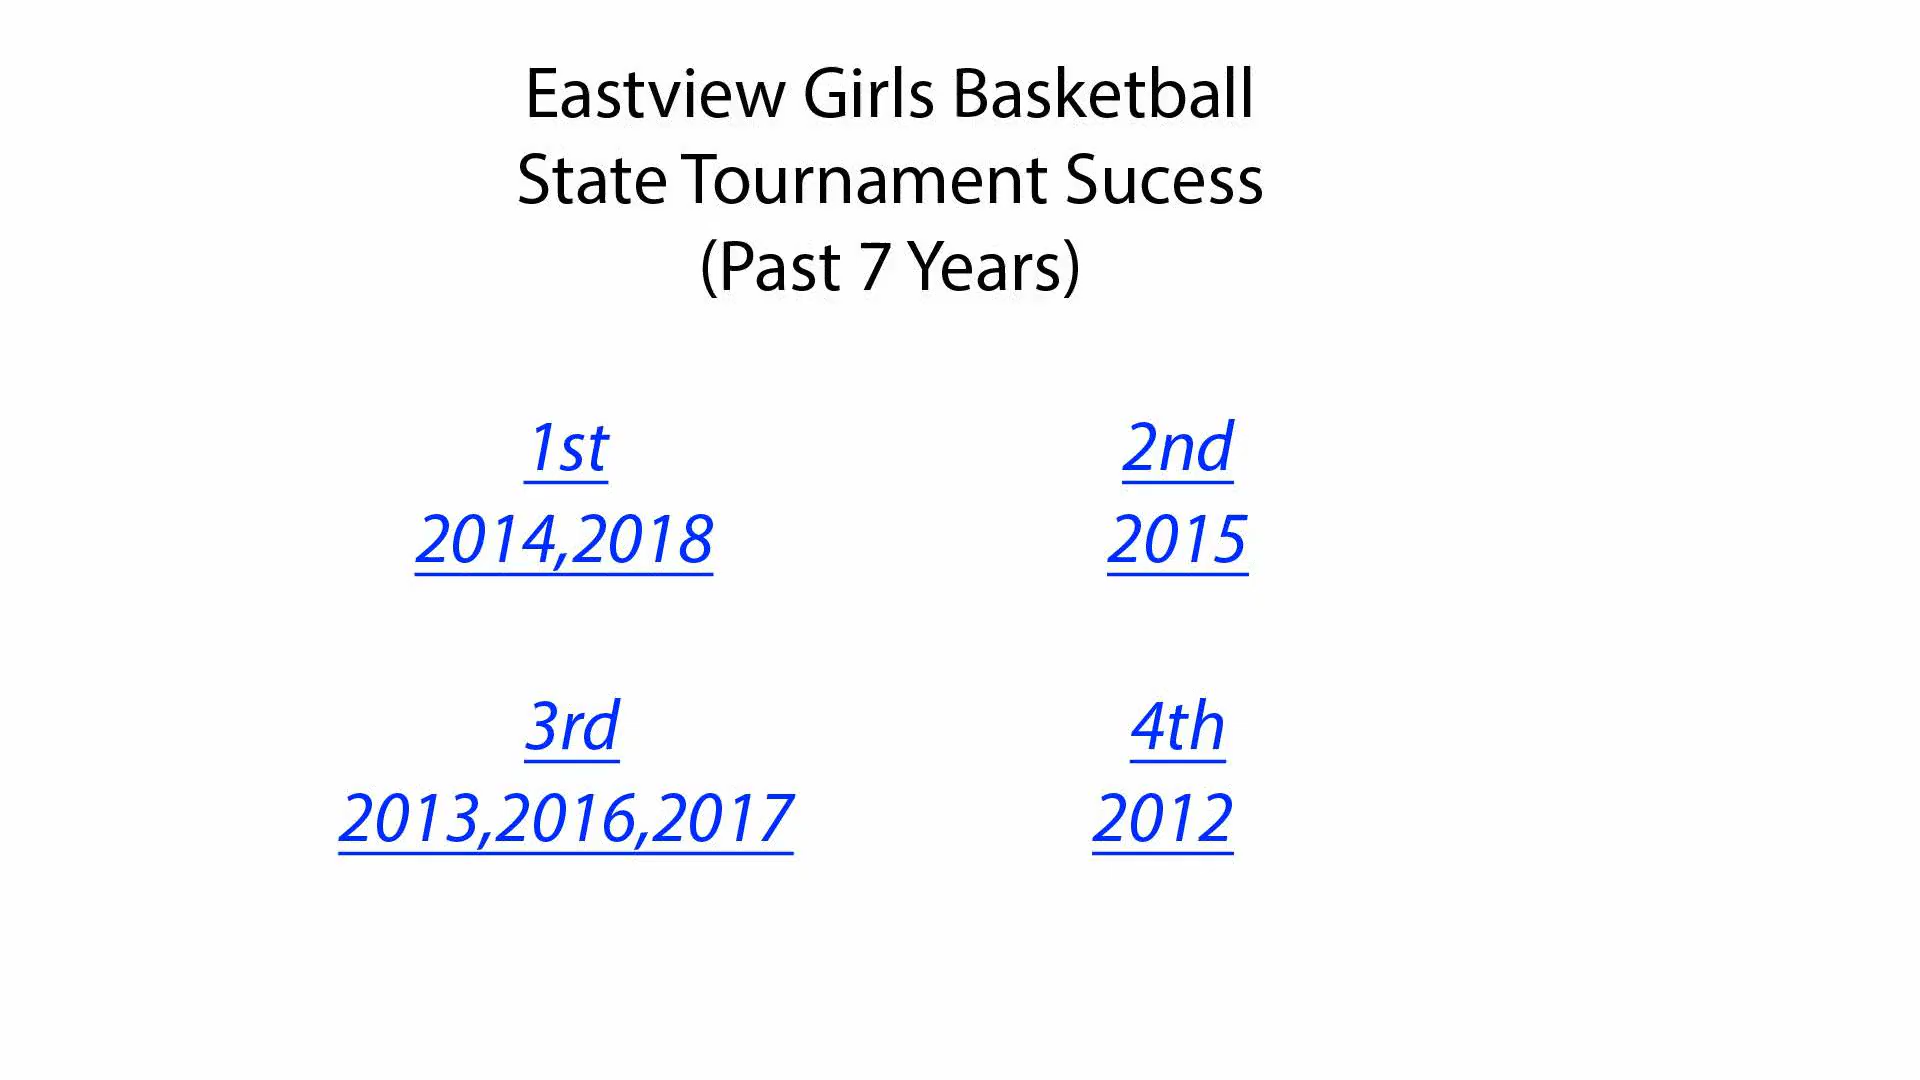 Eastview Girls Basketball
State Tournament Sucess
(Past 7 Years)
1st
2014,2018
2nd
2015
3rd
2013,2016,2017
4th
2012